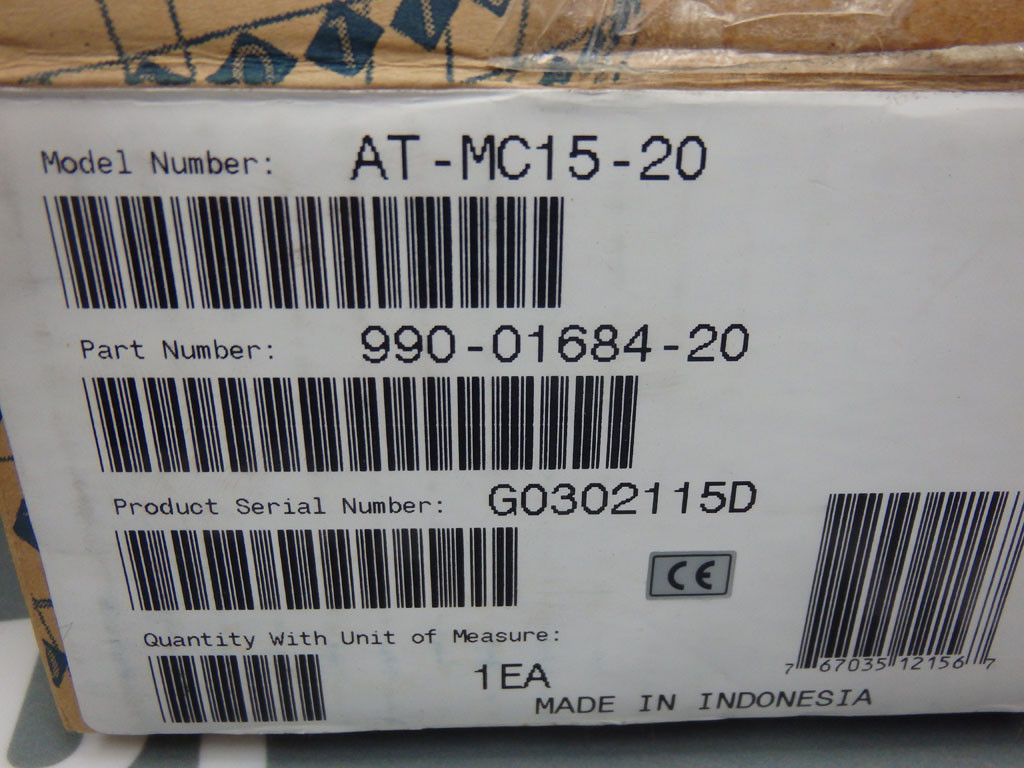 Model Number: AT-MC15-20
Part Number: 990-01684-20
Product Serial Number: G0302115D
CE
Quantity With Unit of Measure:
1EA
7 67035 12156 7
MADE IN INDONESIA